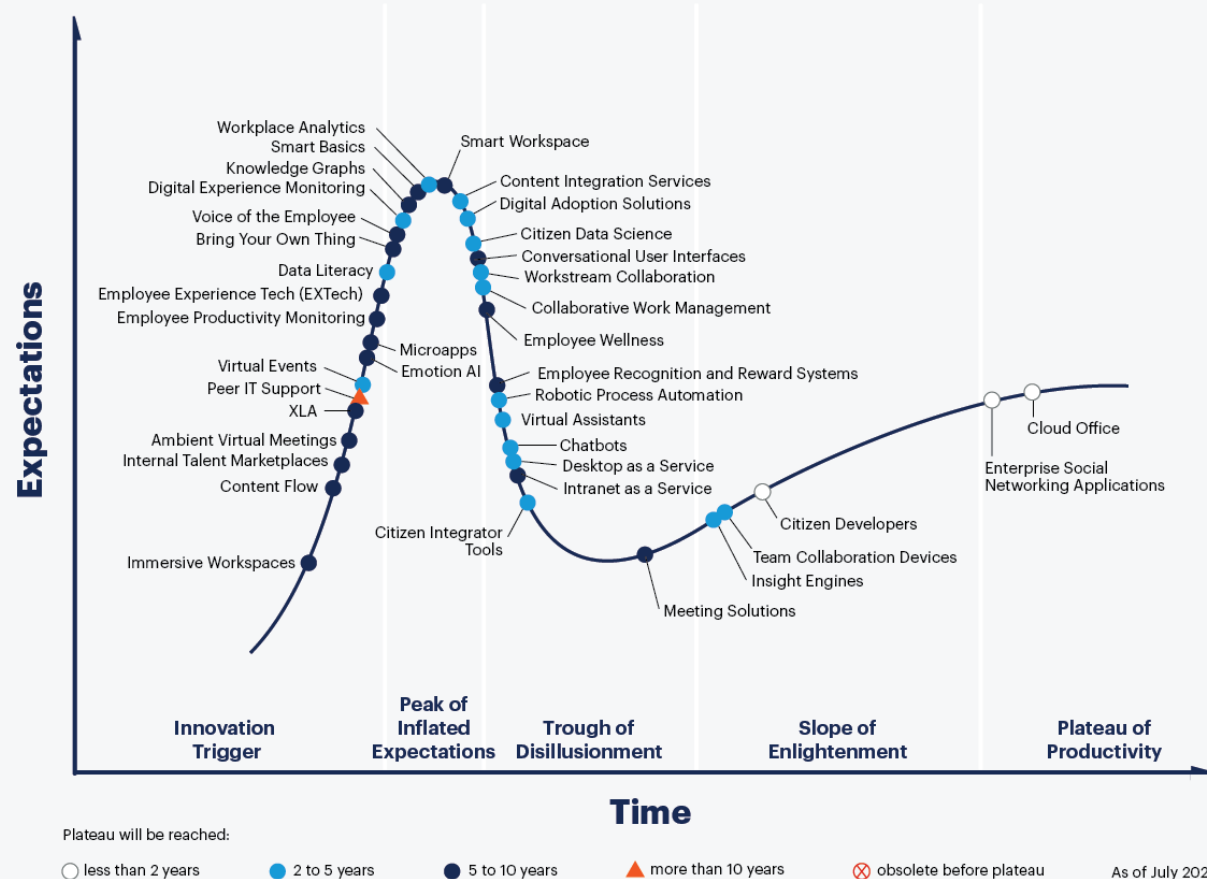 Expectations
Workplace Analytics
Smart Basics
Knowledge Graphs
Digital Experience Monitoring
Voice of the Employee
Bring Your Own Thing
Data Literacy
Employee Experience Tech (EXTech)
Employee Productivity Monitoring
Microapps
Emotion AI
Virtual Events
Peer IT Support
XLA
Ambient Virtual Meetings
Internal Talent Marketplaces
Content Flow
Immersive Workspaces
Smart Workspace
Content Integration Services
Digital Adoption Solutions
Citizen Data Science
Conversational User Interfaces
Workstream Collaboration
Collaborative Work Management
Employee Wellness
Employee Recognition and Reward Systems
Robotic Process Automation
Virtual Assistants
Chatbots
Desktop as a Service
Intranet as a Service
Citizen Integrator
Tools
Meeting Solutions
Insight Engines
Team Collaboration Devices
Citizen Developers
Enterprise Social
Networking Applications
Cloud Office
Innovation
Trigger
Peak of
Inflated
Expectations
Trough of
Disillusionment
Slope of
Enlightenment
Plateau of
Productivity
Time
Plateau will be reached:
less than 2 years
2 to 5 years
5 to 10 years
more than 10 years
obsolete before plateau
As of July 202